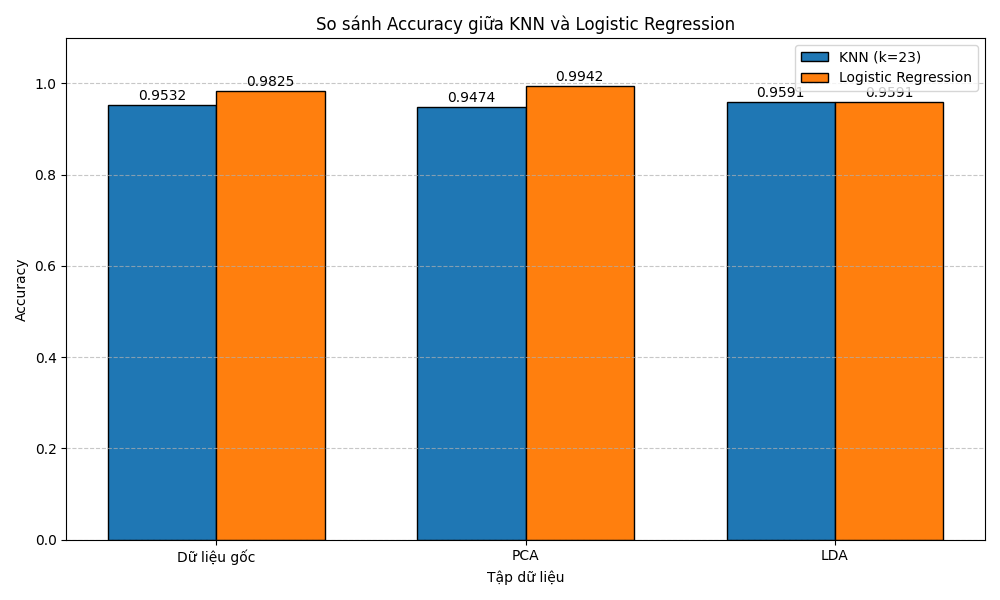 So sánh Accuracy giữa KNN và Logistic Regression
KNN (k=23)
Logistic Regression
0.9532
0.9825
0.9474
0.9942
0.9591
0.9591
Accuracy
1.0
0.8
0.6
0.4
0.2
0.0
Dữ liệu gốc
PCA
LDA
Tập dữ liệu